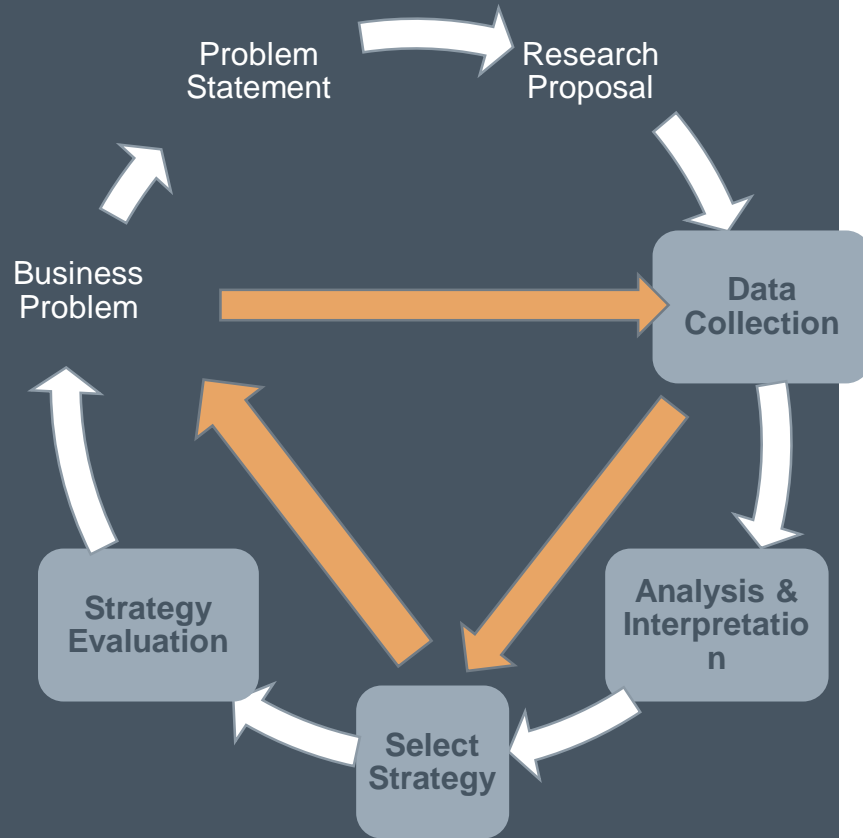 Problem
Statement
Research
Proposal
Business
Problem
Data
Collection
Strategy
Evaluation
Analysis &
Interpretatio
n
Select
Strategy